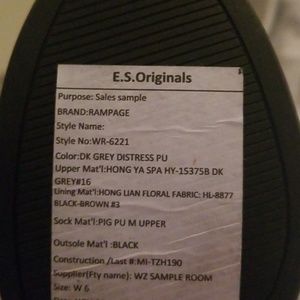 E.S.Originals
Purpose: Sales sample
BRAND:RAMPAGE
Style Name:
Style No:WR-6221
Color:DK GREY DISTRESS PU
Upper Mat'l:HONG YA SPA HY-1S375B DK
GREY#16
Lining Mat'l:HONG LIAN FLORAL FABRIC: HL-8877
BLACK-BROWN #3
Sock Mat'l:PIG PU M UPPER
Outsole Mat'l :BLACK
Construction /Last #:MI-TZH190
Supplier(Fty name): WZ SAMPLE ROOM
Size: W 6